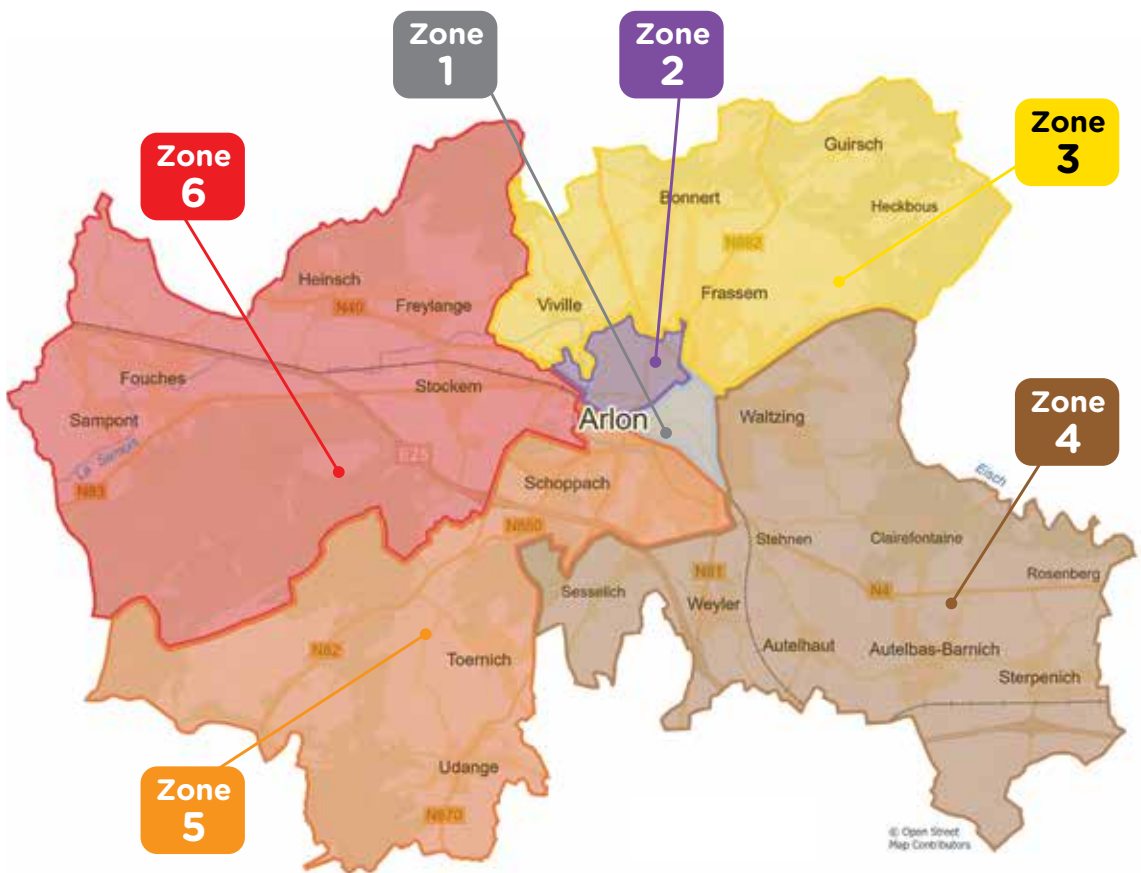 Zone
1
Zone
2
Zone
3
Zone
6
Zone
4
Zone
5
Guirsch
Bonnert
Heckbous
N882
Heinsch
Freylange
N40
Viville
Frassem
Fouches
Stockem
Sampont
Arlon
Waltzing
La Semois
E25
N83
Schoppach
Eisch
N850
Stehnen
Clairefontaine
Sesselich
N81
Weyler
N4
Rosenberg
N82
Toernich
Autelhaut
Autelbas-Barnich
Sterpenich
Udange
N870
© Open Street
Map Contributors